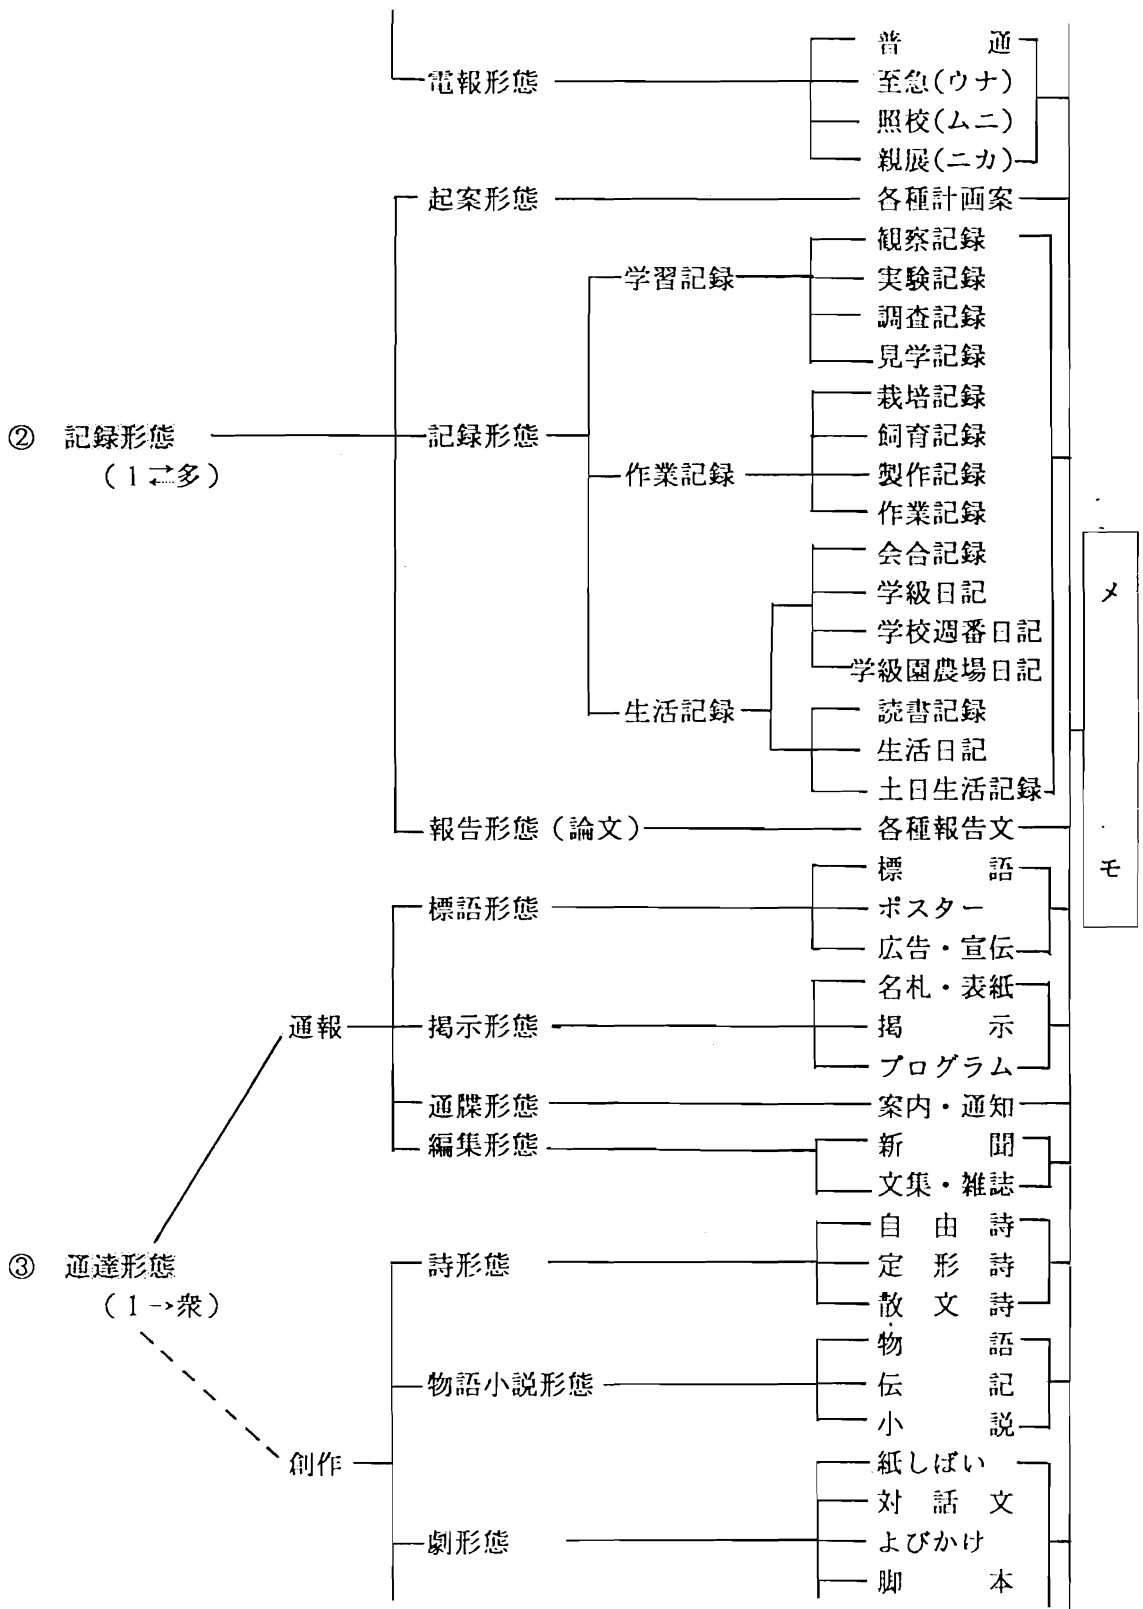 普　　通
電報形態
至急(ウナ)
照校(ムニ)
親展(ニカ)
起案形態
各種計画案
② 記録形態
(1⇄多)
記録形態
学習記録
観察記録
実験記録
調査記録
見学記録
作業記録
栽培記録
飼育記録
製作記録
作業記録
生活記録
会合記録
学級日記
学校週番日記
学級園農場日記
読書記録
生活日記
土日生活記録
報告形態(論文)
各種報告文
メモ
③ 通達形態
(1→衆)
通報
標語形態
標　　語
ポスター
広告・宣伝
掲示形態
名札・表紙
掲　　示
プログラム
通牒形態
案内・通知
編集形態
新　　聞
文集・雑誌
創作
詩形態
自　由　詩
定　形　詩
散　文　詩
物語小説形態
物　　語
伝　　記
小　　説
劇形態
紙しばい
対　話　文
よびかけ
脚　　本